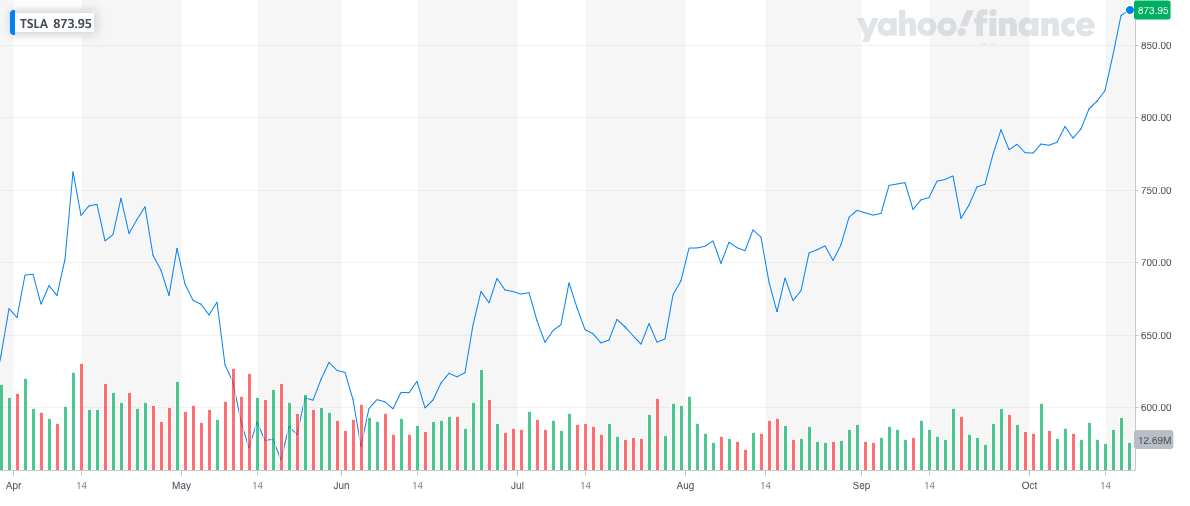 TSLA 873.95
yahoo!finance
873.95
850.00
800.00
750.00
700.00
650.00
600.00
12.69M
Apr 14 May 14 Jun 14 Jul 14 Aug 14 Sep 14 Oct 14